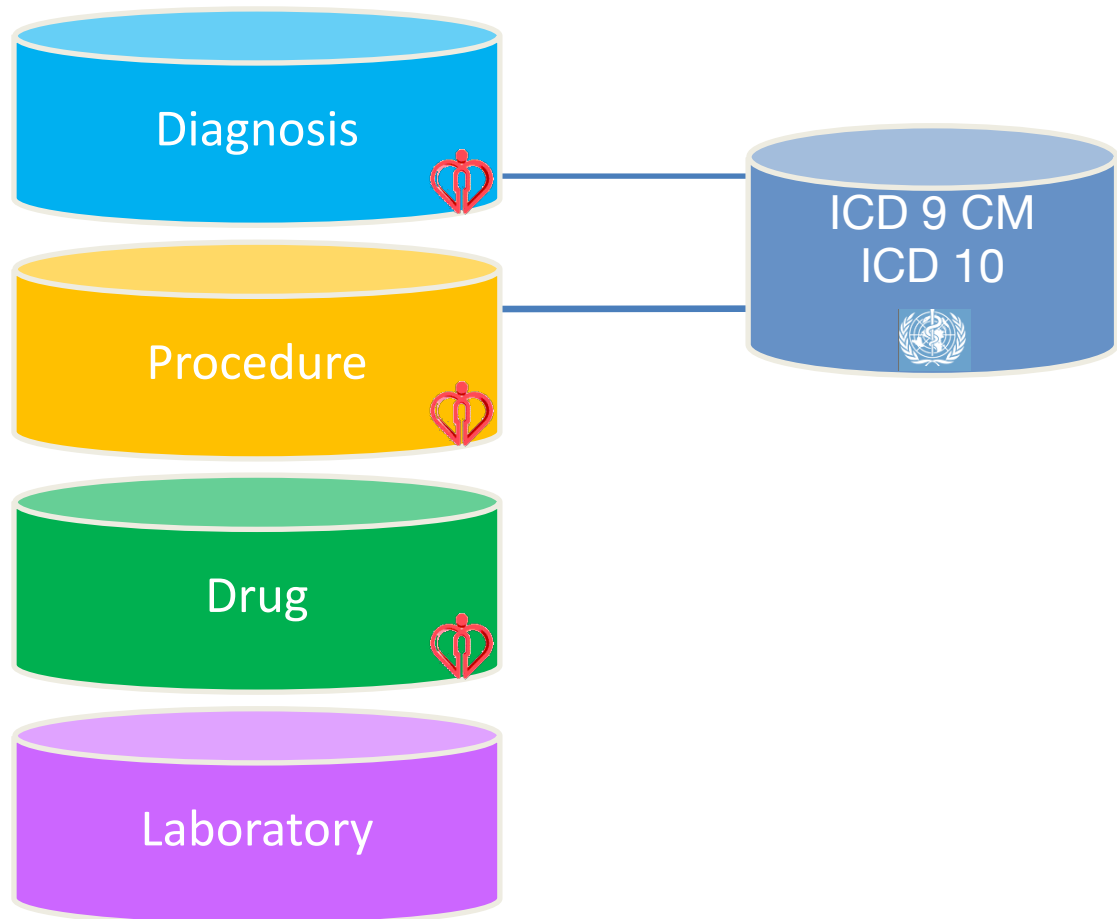 Diagnosis
ICD 9 CM
ICD 10
Procedure
Drug
Laboratory